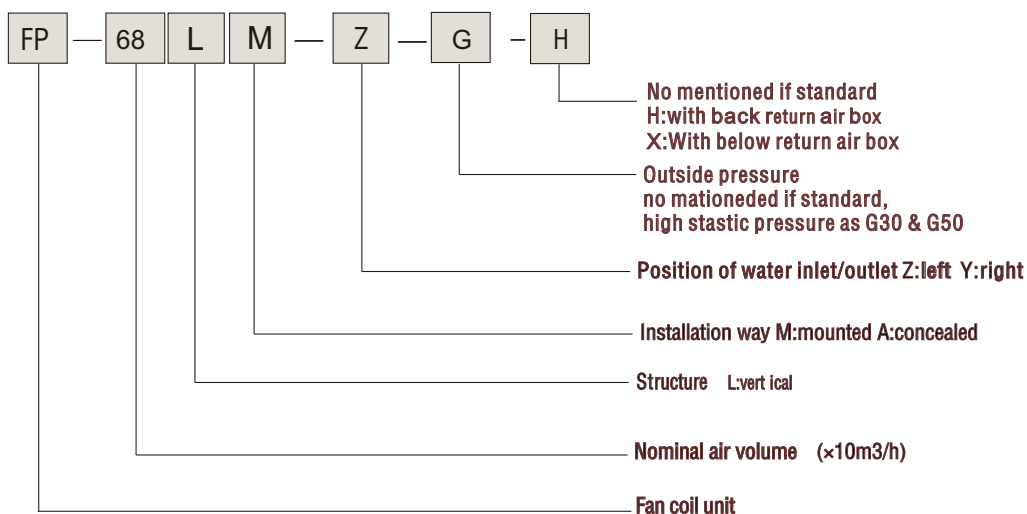 FP — 68 L M — Z — G - H
No mentioned if standard
H:with back return air box
X:With below return air box
Outside pressure
no mationeded if standard,
high stastic pressure as G30 & G50
Position of water inlet/outlet Z:left Y:right
Installation way M:mounted A:concealed
Structure L:vert ical
Nominal air volume (×10m3/h)
Fan coil unit